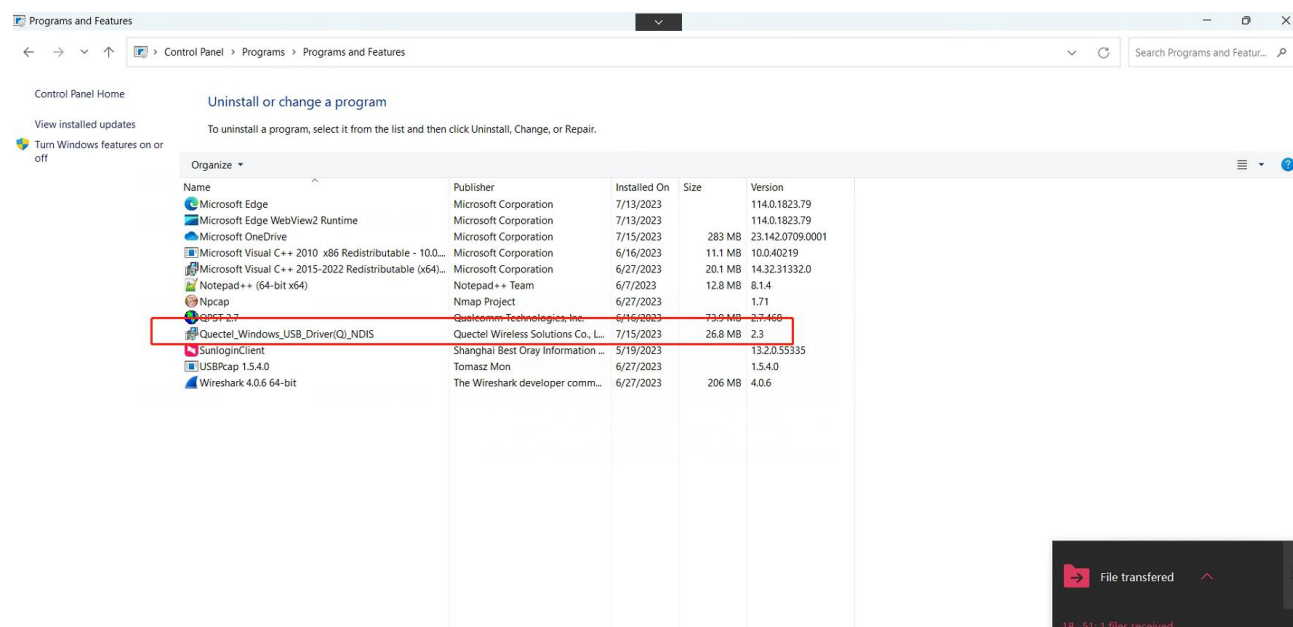 Programs and Features
Control Panel > Programs > Programs and Features
Search Programs and Featur...
Control Panel Home
View installed updates
Turn Windows features on or
off
Uninstall or change a program
To uninstall a program, select it from the list and then click Uninstall, Change, or Repair.
Organize
Name Publisher Installed On Size Version
Microsoft Edge Microsoft Corporation 7/13/2023 114.0.1823.79
Microsoft Edge WebView2 Runtime Microsoft Corporation 7/13/2023 114.0.1823.79
Microsoft OneDrive Microsoft Corporation 7/15/2023 283 MB 23.142.0709.0001
Microsoft Visual C++ 2010 x86 Redistributable - 10.0.... Microsoft Corporation 6/16/2023 11.1 MB 10.0.40219
Microsoft Visual C++ 2015-2022 Redistributable (x64)... Microsoft Corporation 6/27/2023 20.1 MB 14.32.31332.0
Notepad++ (64-bit x64) Notepad++ Team 6/7/2023 12.8 MB 8.1.4
Npcap Nmap Project 6/27/2023 1.71
QPST 2.7 Qualcomm Technologies, Inc. 6/16/2023 73.9 MB 2.7.460
Quectel_Windows_USB_Driver(Q)_NDIS Quectel Wireless Solutions Co., L... 7/15/2023 26.8 MB 2.3
SunloginClient Shanghai Best Oray Information ... 5/19/2023 13.2.0.55335
USBPcap 1.5.4.0 Tomasz Mon 6/27/2023 1.5.4.0
Wireshark 4.0.6 64-bit The Wireshark developer comm... 6/27/2023 206 MB 4.0.6
File transfered
1 files received